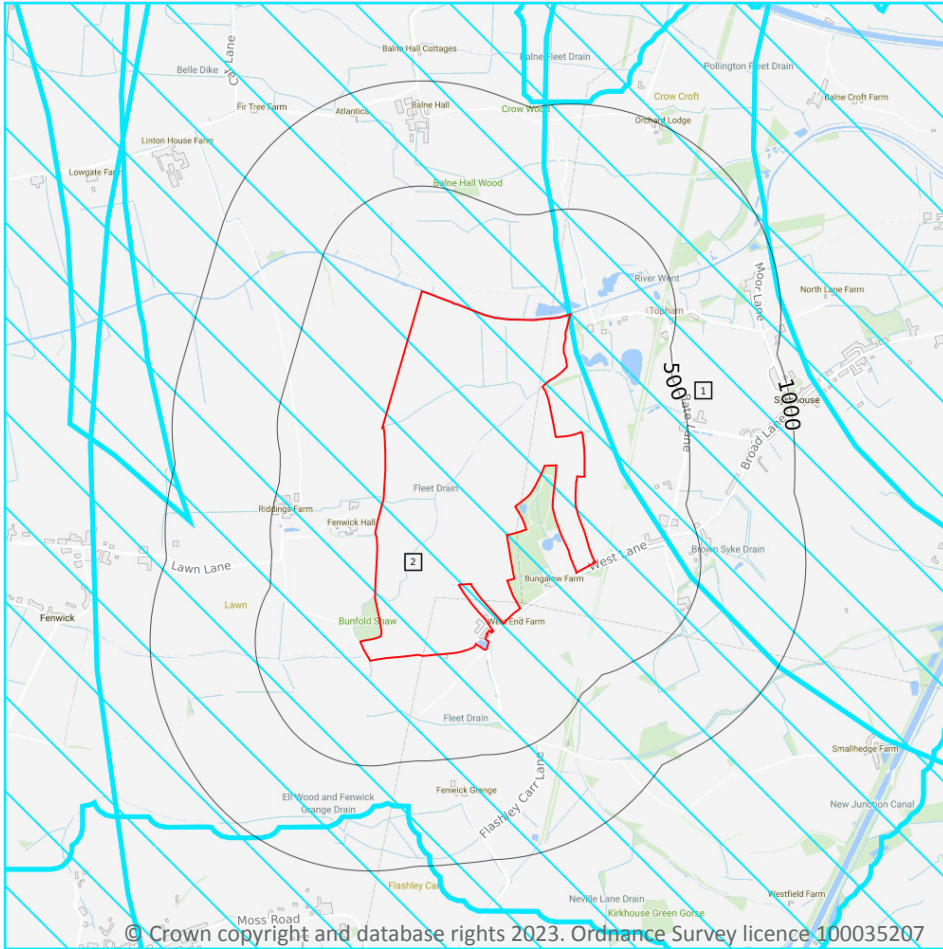 Balne Hall Cottages
Car Lane
Belle Dike
Balne Fleet Drain
Pollington Fleet Drain
Fir Tree Farm
Atlantica
Balne Hall
Crow Wood
Crow Croft
Balne Croft Farm
Orchard Lodge
Linton House Farm
Lowgate Farm
Balne Hall Wood
River Went
Moor Lane
North Lane Farm
Topham
500
1
1000
Sykehouse
Bate Lane
Broad Lane
Fleet Drain
Riddings Farm
Fenwick Hall
2
Lawn Lane
West Lane
Brown Syke Drain
Bungalow Farm
Lawn
Fenwick
Bunfold Shaw
West End Farm
Fleet Drain
Smallhedge Farm
Fenwick Grange
Ell Wood and Fenwick
Grange Drain
New Junction Canal
Flashley Carr Lane
Flashley Carr
Neville Lane Drain
Westfield Farm
Kirkhouse Green Gorse
Moss Road
© Crown copyright and database rights 2023. Ordnance Survey licence 100035207